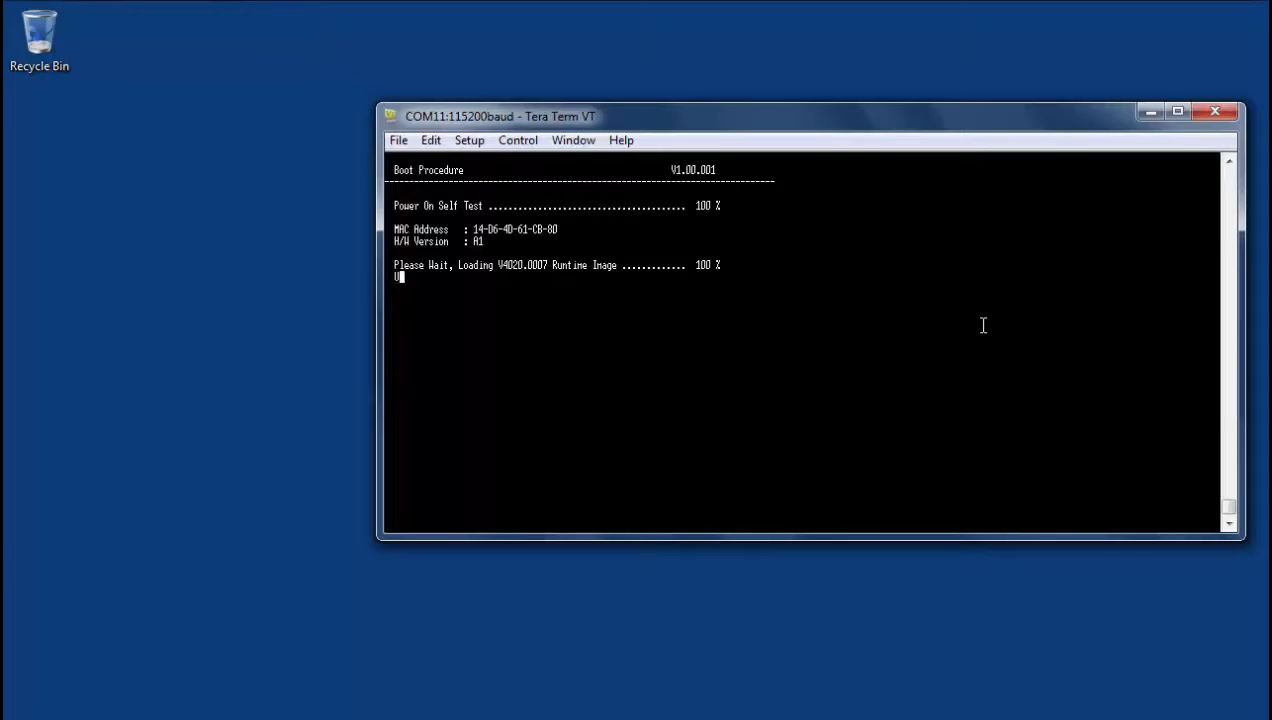 Recycle Bin
COM11:115200baud - Tera Term VT
File Edit Setup Control Window Help
Boot Procedure V1.00.001
-------------------------------------------------------------------------------
Power On Self Test ........................................ 100 %
MAC Address : 14-D6-4D-61-CB-80
H/W Version : A1
Please Wait, Loading V4020.0007 Runtime Image ............. 100 %
U